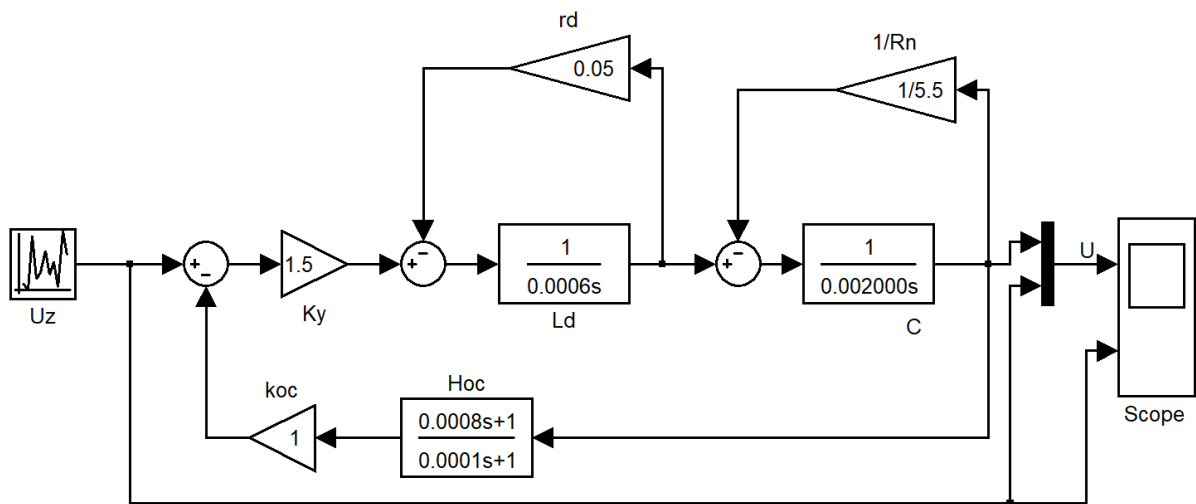 rd
0.05
1/Rn
1/5.5
Uz
+
−
1.5
Ky
+
−
1
0.0006s
Ld
+
−
1
0.002000s
C
U
Scope
koc
1
Hoc
0.0008s+1
0.0001s+1